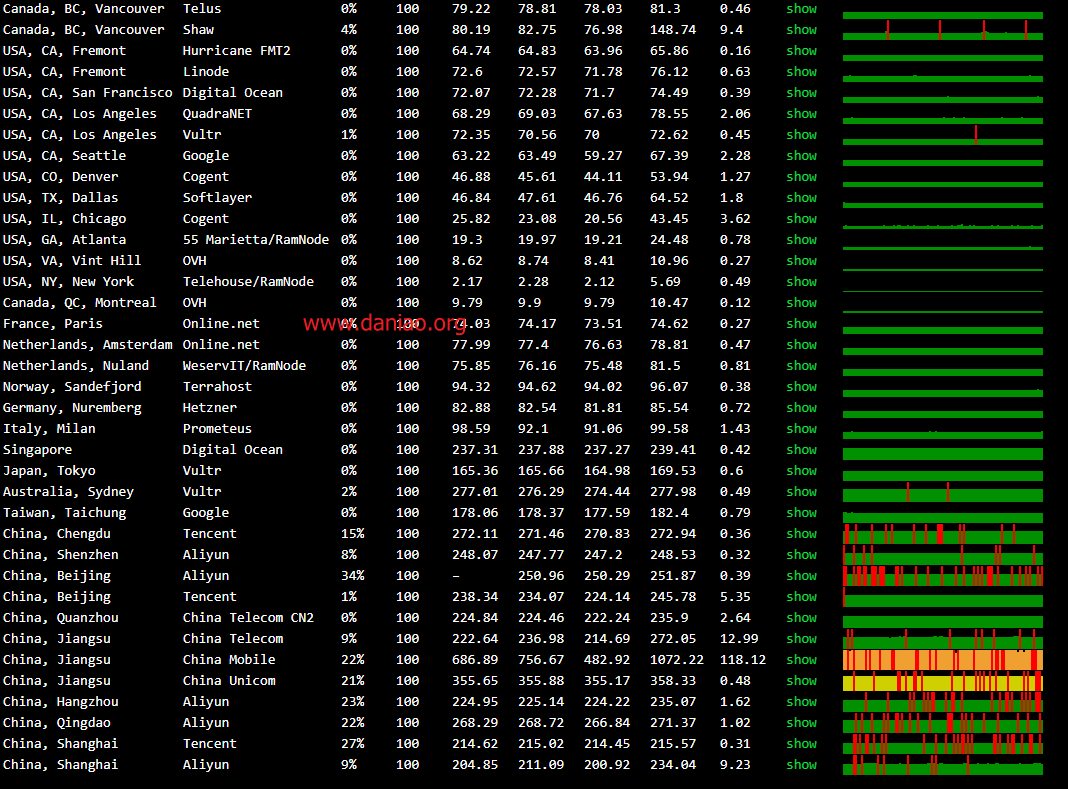 Canada, BC, Vancouver Telus 0% 100 79.22 78.81 78.03 81.3 0.46 show
Canada, BC, Vancouver Shaw 4% 100 80.19 82.75 76.98 148.74 9.4 show
USA, CA, Fremont Hurricane FMT2 0% 100 64.74 64.83 63.96 65.86 0.16 show
USA, CA, Fremont Linode 0% 100 72.6 72.57 71.78 76.12 0.63 show
USA, CA, San Francisco Digital Ocean 0% 100 72.07 72.28 71.7 74.49 0.39 show
USA, CA, Los Angeles QuadraNET 0% 100 68.29 69.03 67.63 78.55 2.06 show
USA, CA, Los Angeles Vultr 1% 100 72.35 70.56 70 72.62 0.45 show
USA, CA, Seattle Google 0% 100 63.22 63.49 59.27 67.39 2.28 show
USA, CO, Denver Cogent 0% 100 46.88 45.61 44.11 53.94 1.27 show
USA, TX, Dallas Softlayer 0% 100 46.84 47.61 46.76 64.52 1.8 show
USA, IL, Chicago Cogent 0% 100 25.82 23.08 20.56 43.45 3.62 show
USA, GA, Atlanta 55 Marietta/RamNode 0% 100 19.3 19.97 19.21 24.48 0.78 show
USA, VA, Vint Hill OVH 0% 100 8.62 8.74 8.41 10.96 0.27 show
USA, NY, New York Telehouse/RamNode 0% 100 2.17 2.28 2.12 5.69 0.49 show
Canada, QC, Montreal OVH 0% 100 9.79 9.9 9.79 10.47 0.12 show
France, Paris Online.net 0% 100 74.03 74.17 73.51 74.62 0.27 show
www.daniao.org
Netherlands, Amsterdam Online.net 0% 100 77.99 77.4 76.63 78.81 0.47 show
Netherlands, Nuland WeservIT/RamNode 0% 100 75.85 76.16 75.48 81.5 0.81 show
Norway, Sandefjord Terrahost 0% 100 94.32 94.62 94.02 96.07 0.38 show
Germany, Nuremberg Hetzner 0% 100 82.88 82.54 81.81 85.54 0.72 show
Italy, Milan Prometeus 0% 100 98.59 92.1 91.06 99.58 1.43 show
Singapore Digital Ocean 0% 100 237.31 237.88 237.27 239.41 0.42 show
Japan, Tokyo Vultr 0% 100 165.36 165.66 164.98 169.53 0.6 show
Australia, Sydney Vultr 2% 100 277.01 276.29 274.44 277.98 0.49 show
Taiwan, Taichung Google 0% 100 178.06 178.37 177.59 182.4 0.79 show
China, Chengdu Tencent 15% 100 272.11 271.46 270.83 272.94 0.36 show
China, Shenzhen Aliyun 8% 100 248.07 247.77 247.2 248.53 0.32 show
China, Beijing Aliyun 34% 100 – 250.96 250.29 251.87 0.39 show
China, Beijing Tencent 1% 100 238.34 234.07 224.14 245.78 5.35 show
China, Quanzhou China Telecom CN2 0% 100 224.84 224.46 222.24 235.9 2.64 show
China, Jiangsu China Telecom 9% 100 222.64 236.98 214.69 272.05 12.99 show
China, Jiangsu China Mobile 22% 100 686.89 756.67 482.92 1072.22 118.12 show
China, Jiangsu China Unicom 21% 100 355.65 355.88 355.17 358.33 0.48 show
China, Hangzhou Aliyun 23% 100 224.95 225.14 224.22 235.07 1.62 show
China, Qingdao Aliyun 22% 100 268.29 268.72 266.84 271.37 1.02 show
China, Shanghai Tencent 27% 100 214.62 215.02 214.45 215.57 0.31 show
China, Shanghai Aliyun 9% 100 204.85 211.09 200.92 234.04 9.23 show